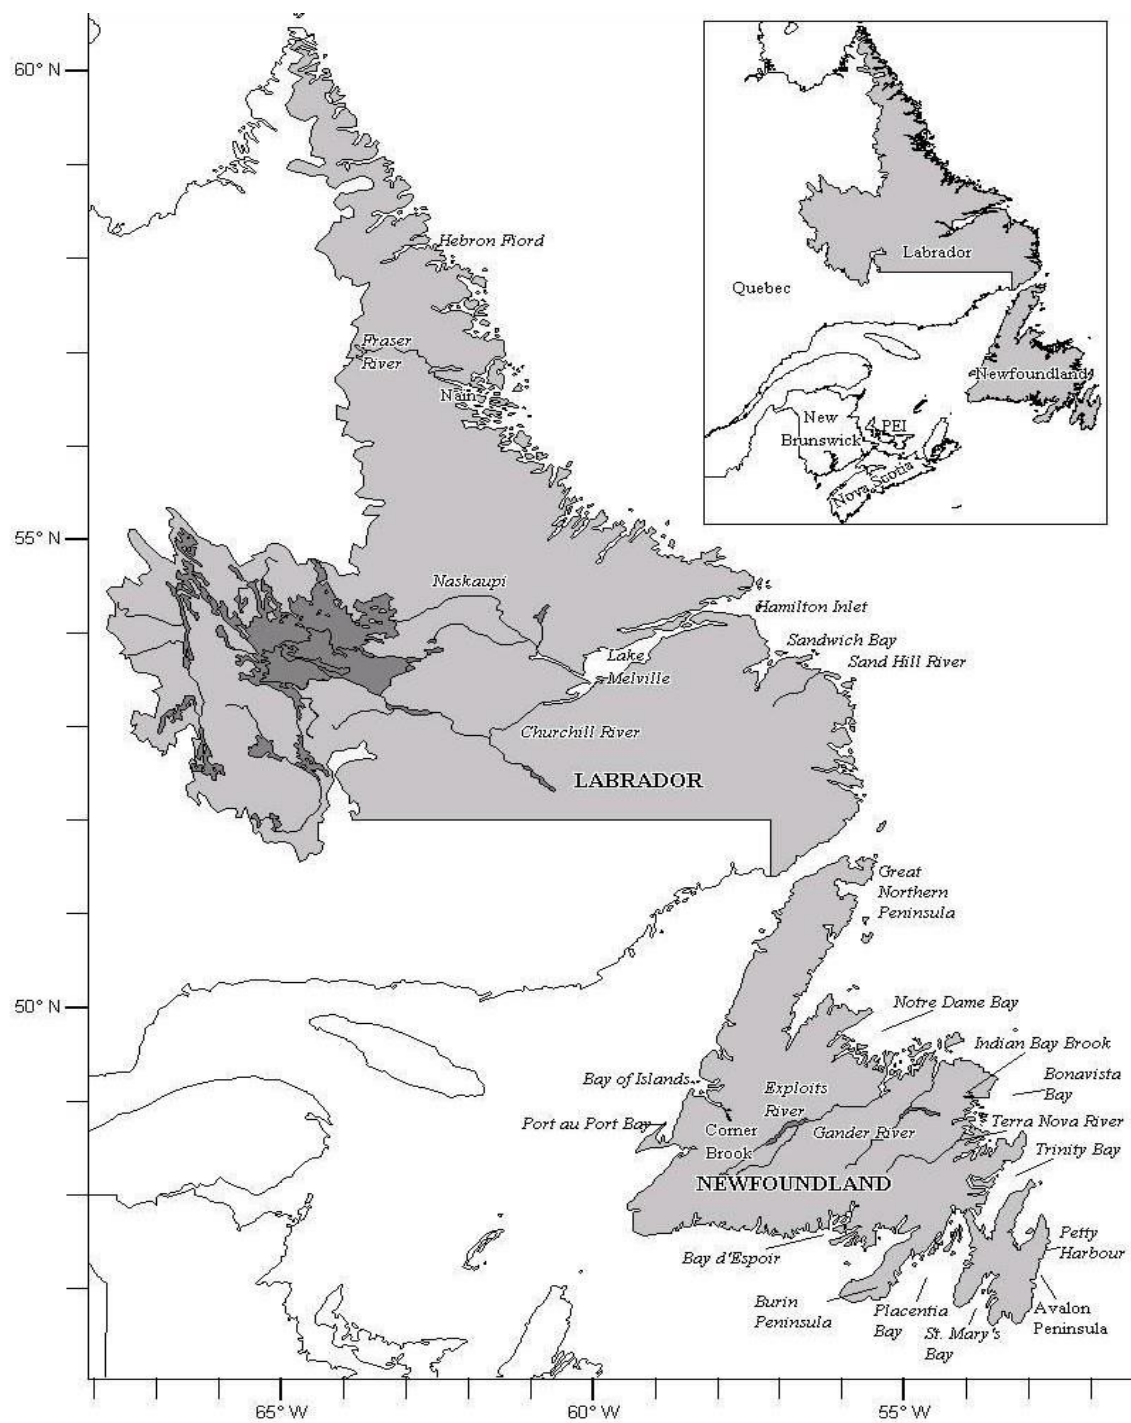 60° N
55° N
50° N
65° W
60° W
55° W
Hebron Fiord
Fraser
River
Nain
Naskaupi
Hamilton Inlet
Sandwich Bay
Sand Hill River
Lake
Melville
Churchill River
LABRADOR
Great
Northern
Peninsula
Notre Dame Bay
Indian Bay Brook
Bonavista
Bay
Bay of Islands
Exploits
River
Port au Port Bay
Corner
Brook
Gander River
Terra Nova River
Trinity Bay
NEWFOUNDLAND
Petty
Harbour
Bay d'Espoir
Burin
Peninsula
Placentia
Bay
St. Mary's
Bay
Avalon
Peninsula
Labrador
Quebec
Newfoundland
New
Brunswick
PEI
Nova Scotia